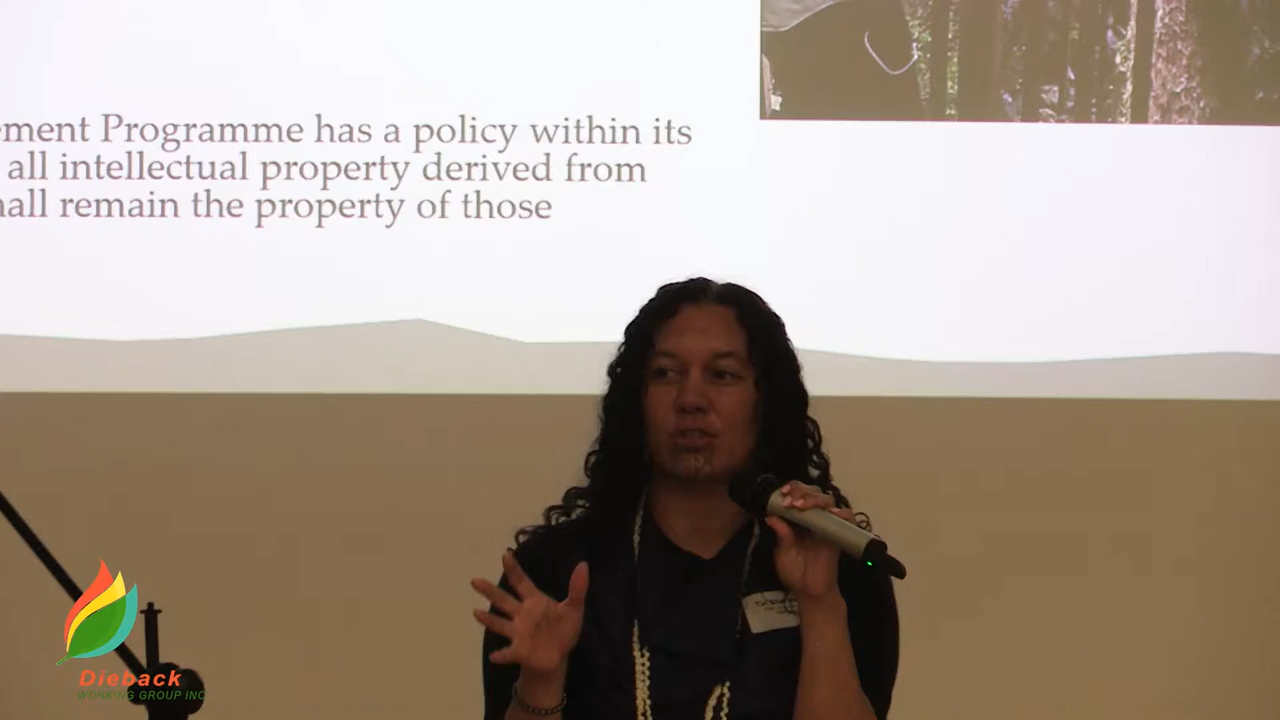 ement Programme has a policy within its
all intellectual property derived from
hall remain the property of those
Dieback
WORKING GROUP INC